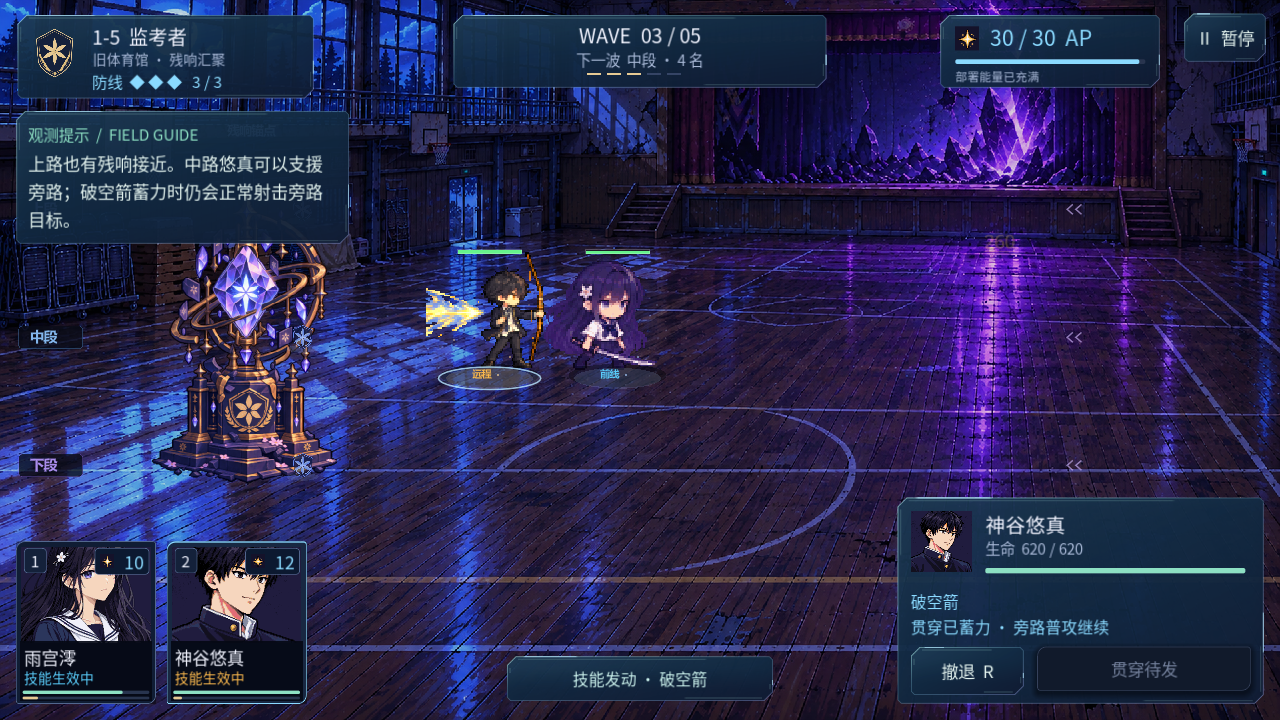 1-5 监考者
旧体育馆 · 残响汇聚
防线 3 / 3
WAVE 03 / 05
下一波 中段 · 4 名
30 / 30 AP
部署能量已充满
暂停
观测提示 / FIELD GUIDE
上路也有残响接近。中路悠真可以支援
旁路；破空箭蓄力时仍会正常射击旁路
目标。
中段
下段
远程 ·
前线 ·
1
10
雨宫澪
技能生效中
2
12
神谷悠真
技能生效中
技能发动 · 破空箭
神谷悠真
生命 620 / 620
破空箭
贯穿已蓄力 · 旁路普攻继续
撤退 R
贯穿待发